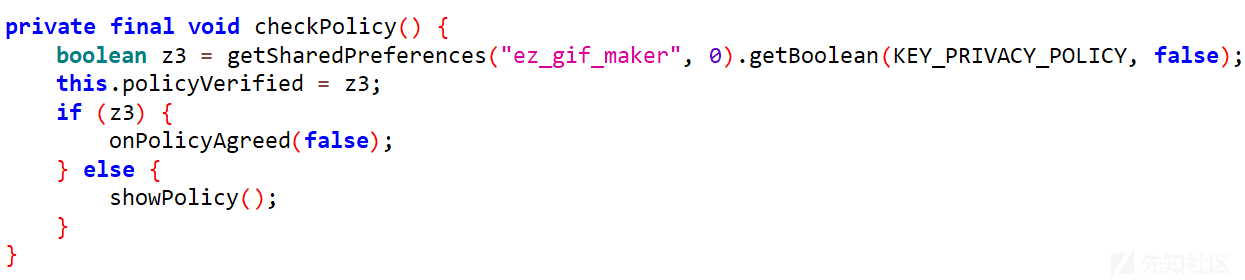 private final void checkPolicy() {
    boolean z3 = getSharedPreferences("ez_gif_maker", 0).getBoolean(KEY_PRIVACY_POLICY, false);
    this.policyVerified = z3;
    if (z3) {
        onPolicyAgreed(false);
    } else {
        showPolicy();
    }
}
先知社区